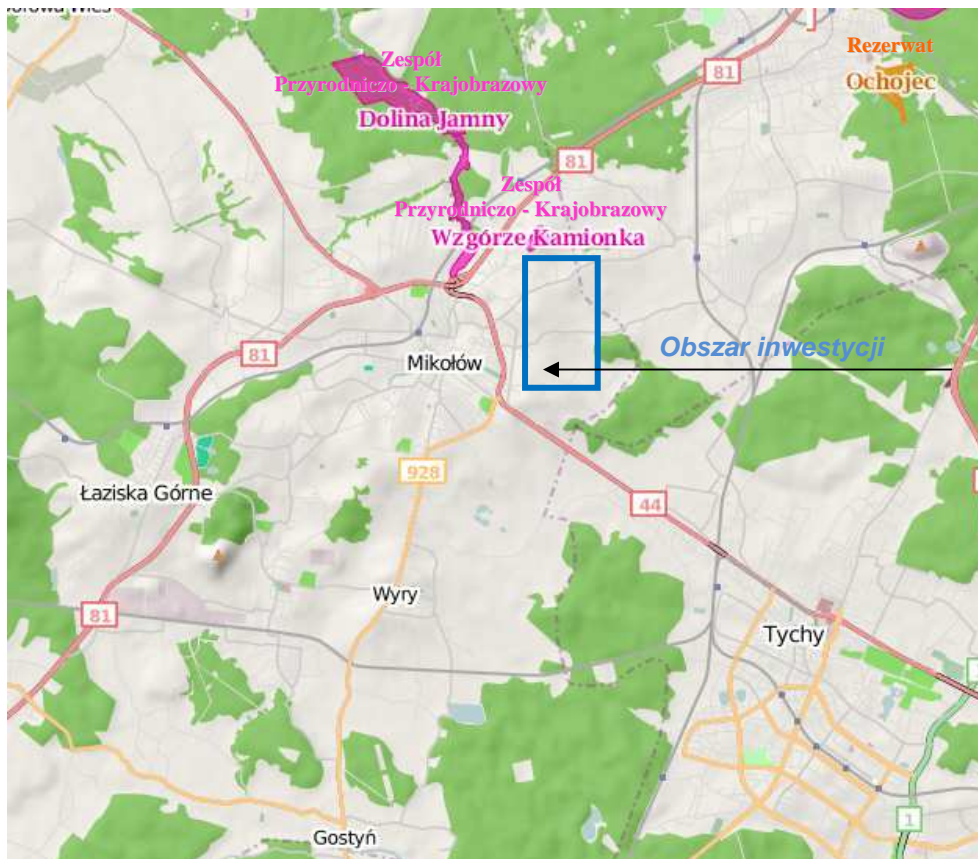 81
Rezerwat
Ochojec
Zespół
Przyrodniczo - Krajobrazowy
Dolina Jamny
81
Zespół
Przyrodniczo - Krajobrazowy
Wzgórze Kamionka
81
Mikołów
Obszar inwestycji
928
Łaziska Górne
44
Wyry
81
Tychy
1
Gostyń